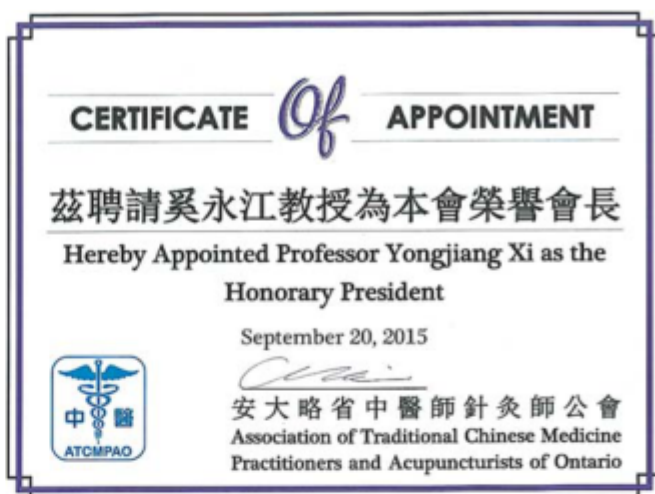 CERTIFICATE Of APPOINTMENT
茲聘請奚永江教授為本會榮譽會長
Hereby Appointed Professor Yongjiang Xi as the
Honorary President
September 20, 2015
中 醫
ATCMPAO
安大略省中醫師針灸師公會
Association of Traditional Chinese Medicine
Practitioners and Acupuncturists of Ontario